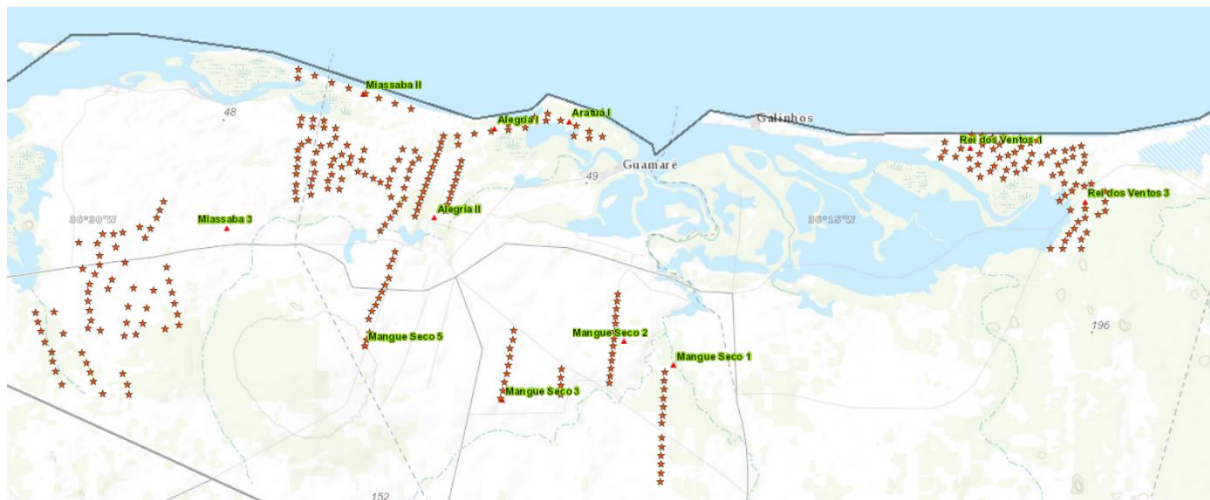 Miassaba II
48
Alegria I
Aratuá I
Galinhos
Rei dos Ventos 1
Guamaré
49
Rei dos Ventos 3
36°30'W
Miassaba 3
Alegria II
36°15'W
Mangue Seco 5
Mangue Seco 2
196
Mangue Seco 1
Mangue Seco 3
152